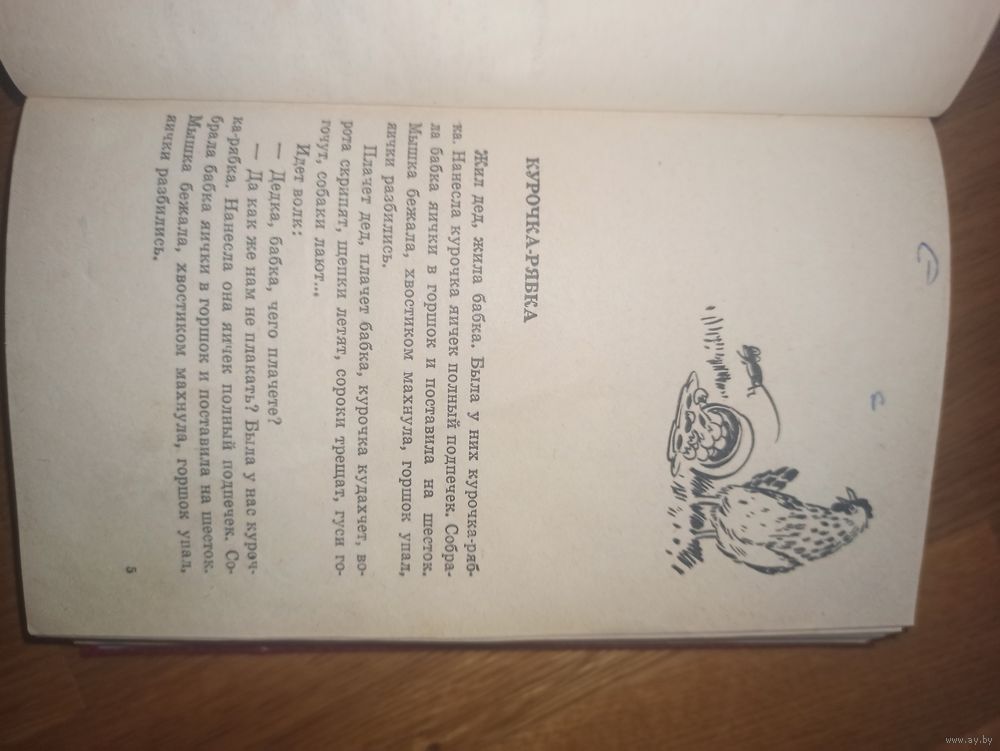 КУРОЧКА-РЯБКА
Жил дед, жила бабка. Была у них курочка-ряб-
ка. Нанесла курочка яичек полный подпечек. Собра-
ла бабка яички в горшок и поставила на шесток.
Мышка бежала, хвостиком махнула, горшок упал,
яички разбились.
Плачет дед, плачет бабка, курочка кудахчет, во-
рота скрипят, щепки летят, сороки трещат, гуси го-
гочут, собаки лают...
Идет волк:
— Дедка, бабка, чего плачете?
— Да как же нам не плакать? Была у нас куроч-
ка-рябка. Нанесла она яичек полный подпечек. Со-
брала бабка яички в горшок и поставила на шесток.
Мышка бежала, хвостиком махнула, горшок упал,
яички разбились.
5
www.ay.by